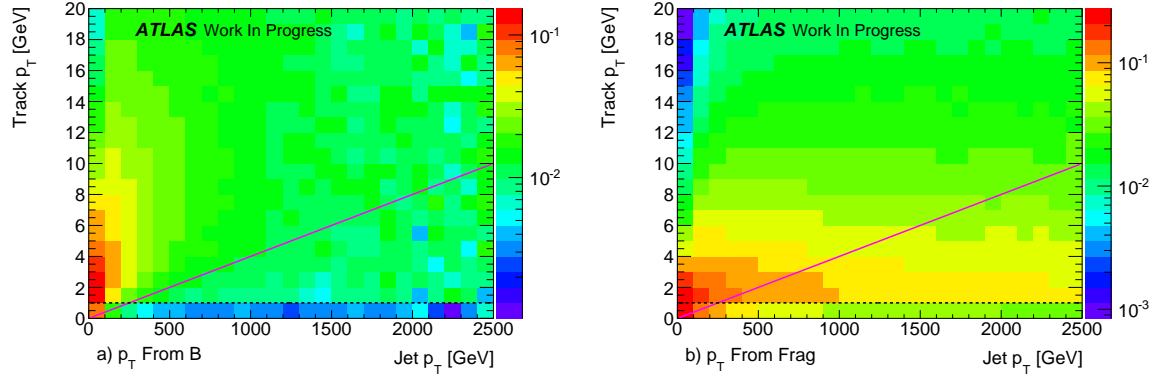 Track p_T [GeV]
20
18
16
14
12
10
8
6
4
2
0
ATLAS Work In Progress
10^-1
10^-2
0 500 1000 1500 2000 2500
a) p_T From B
Jet p_T [GeV]
Track p_T [GeV]
20
18
16
14
12
10
8
6
4
2
0
ATLAS Work In Progress
10^-1
10^-2
10^-3
0 500 1000 1500 2000 2500
b) p_T From Frag
Jet p_T [GeV]